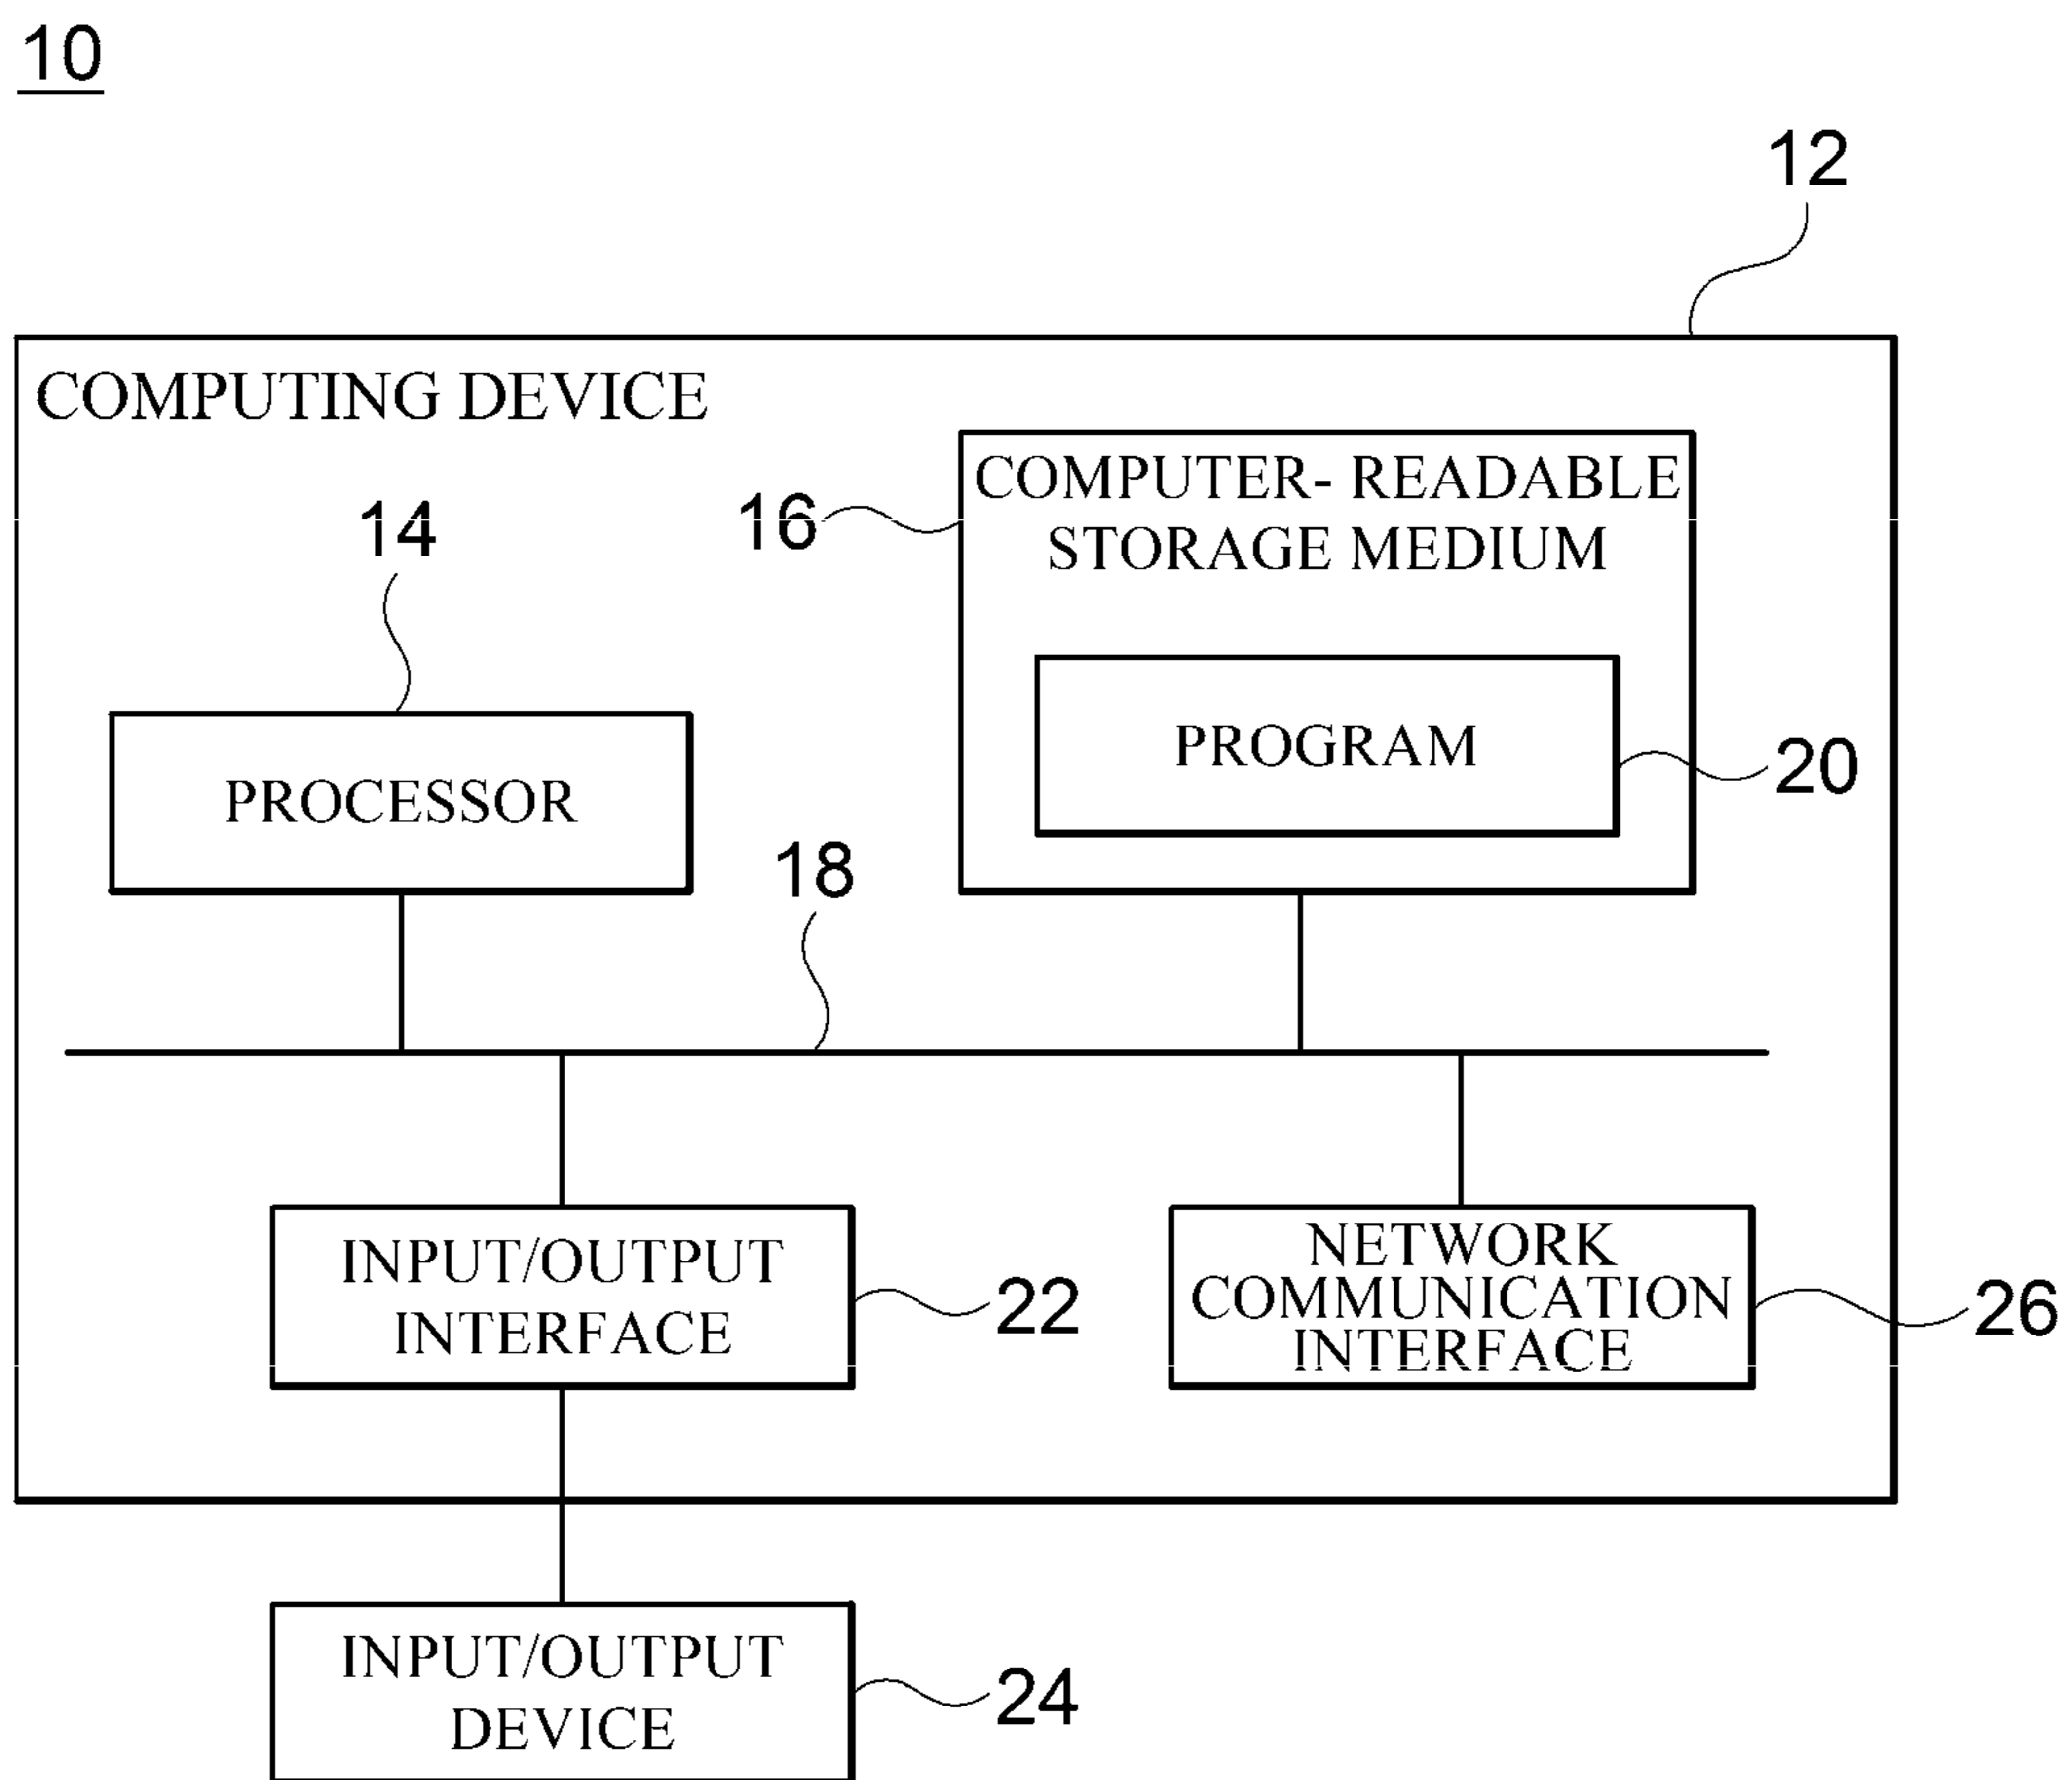 10
12
COMPUTING DEVICE
COMPUTER- READABLE
STORAGE MEDIUM
16
14
PROGRAM
20
PROCESSOR
18
INPUT/OUTPUT
INTERFACE
22
NETWORK
COMMUNICATION
INTERFACE
26
INPUT/OUTPUT
DEVICE
24